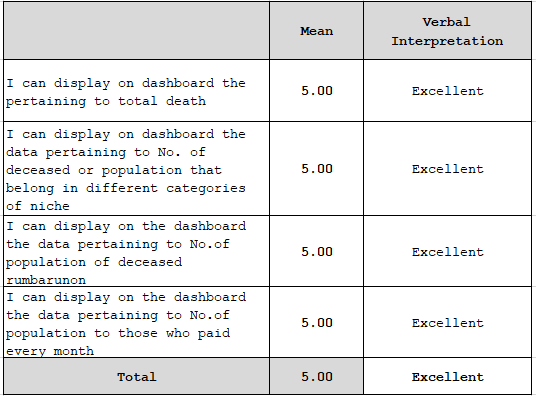 Mean
Verbal
Interpretation
I can display on dashboard the
pertaining to total death
5.00
Excellent
I can display on dashboard the
data pertaining to No. of
deceased or population that
belong in different categories
of niche
5.00
Excellent
I can display on the dashboard
the data pertaining to No.of
population of deceased
rumbarunon
5.00
Excellent
I can display on the dashboard
the data pertaining to No.of
population to those who paid
every month
5.00
Excellent
Total
5.00
Excellent